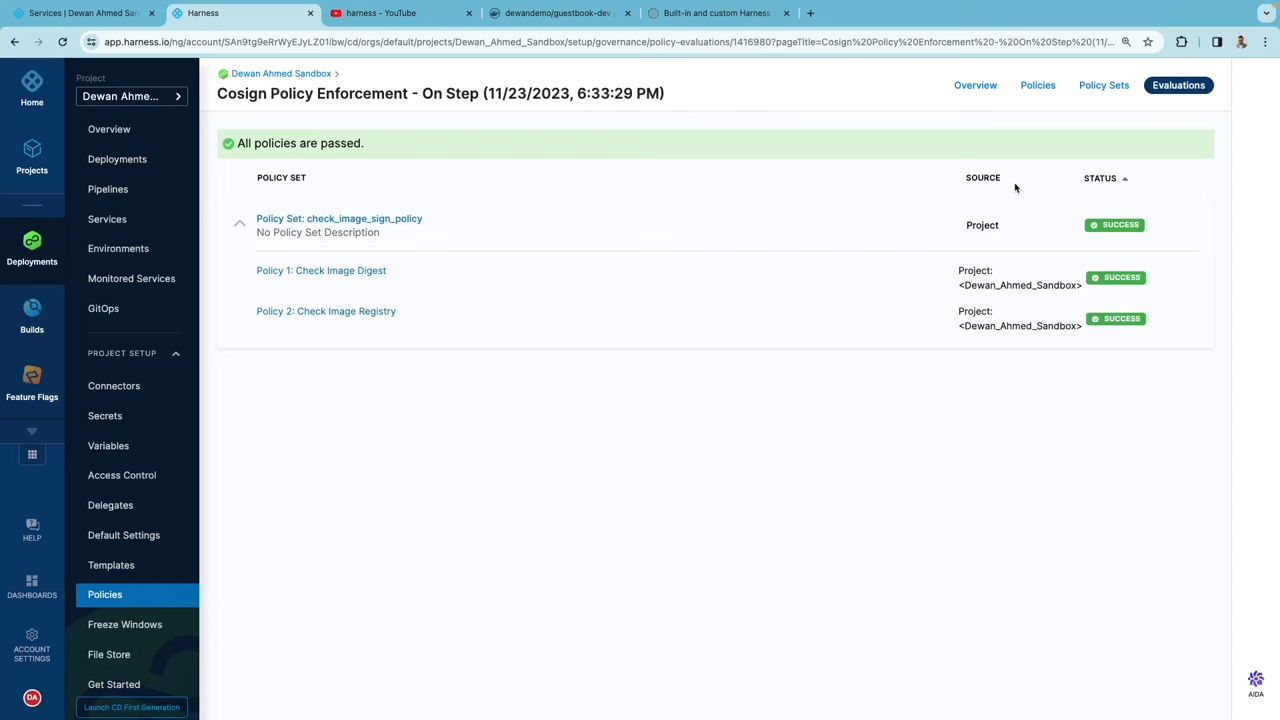 Services | Dewan Ahmed San
Harness
harness - YouTube
dewandemo/guestbook-dev
Built-in and custom Harness
app.harness.io/ng/account/SAn9tg9eRrWyEJyLZ01ibw/cd/orgs/default/projects/Dewan_Ahmed_Sandbox/setup/governance/policy-evaluations/1416980?pageTitle=Cosign%20Policy%20Enforcement%20-%20On%20Step%20(11/...
Home
Projects
Deployments
Builds
Feature Flags
HELP
DASHBOARDS
ACCOUNT
SETTINGS
DA
Project
Dewan Ahme...
Overview
Deployments
Pipelines
Services
Environments
Monitored Services
GitOps
PROJECT SETUP
Connectors
Secrets
Variables
Access Control
Delegates
Default Settings
Templates
Policies
Freeze Windows
File Store
Get Started
Launch CD First Generation
Dewan Ahmed Sandbox
Cosign Policy Enforcement - On Step (11/23/2023, 6:33:29 PM)
Overview
Policies
Policy Sets
Evaluations
All policies are passed.
POLICY SET
SOURCE
STATUS
Policy Set: check_image_sign_policy
No Policy Set Description
Project
SUCCESS
Policy 1: Check Image Digest
Project:
<Dewan_Ahmed_Sandbox>
SUCCESS
Policy 2: Check Image Registry
Project:
<Dewan_Ahmed_Sandbox>
SUCCESS
AIDA